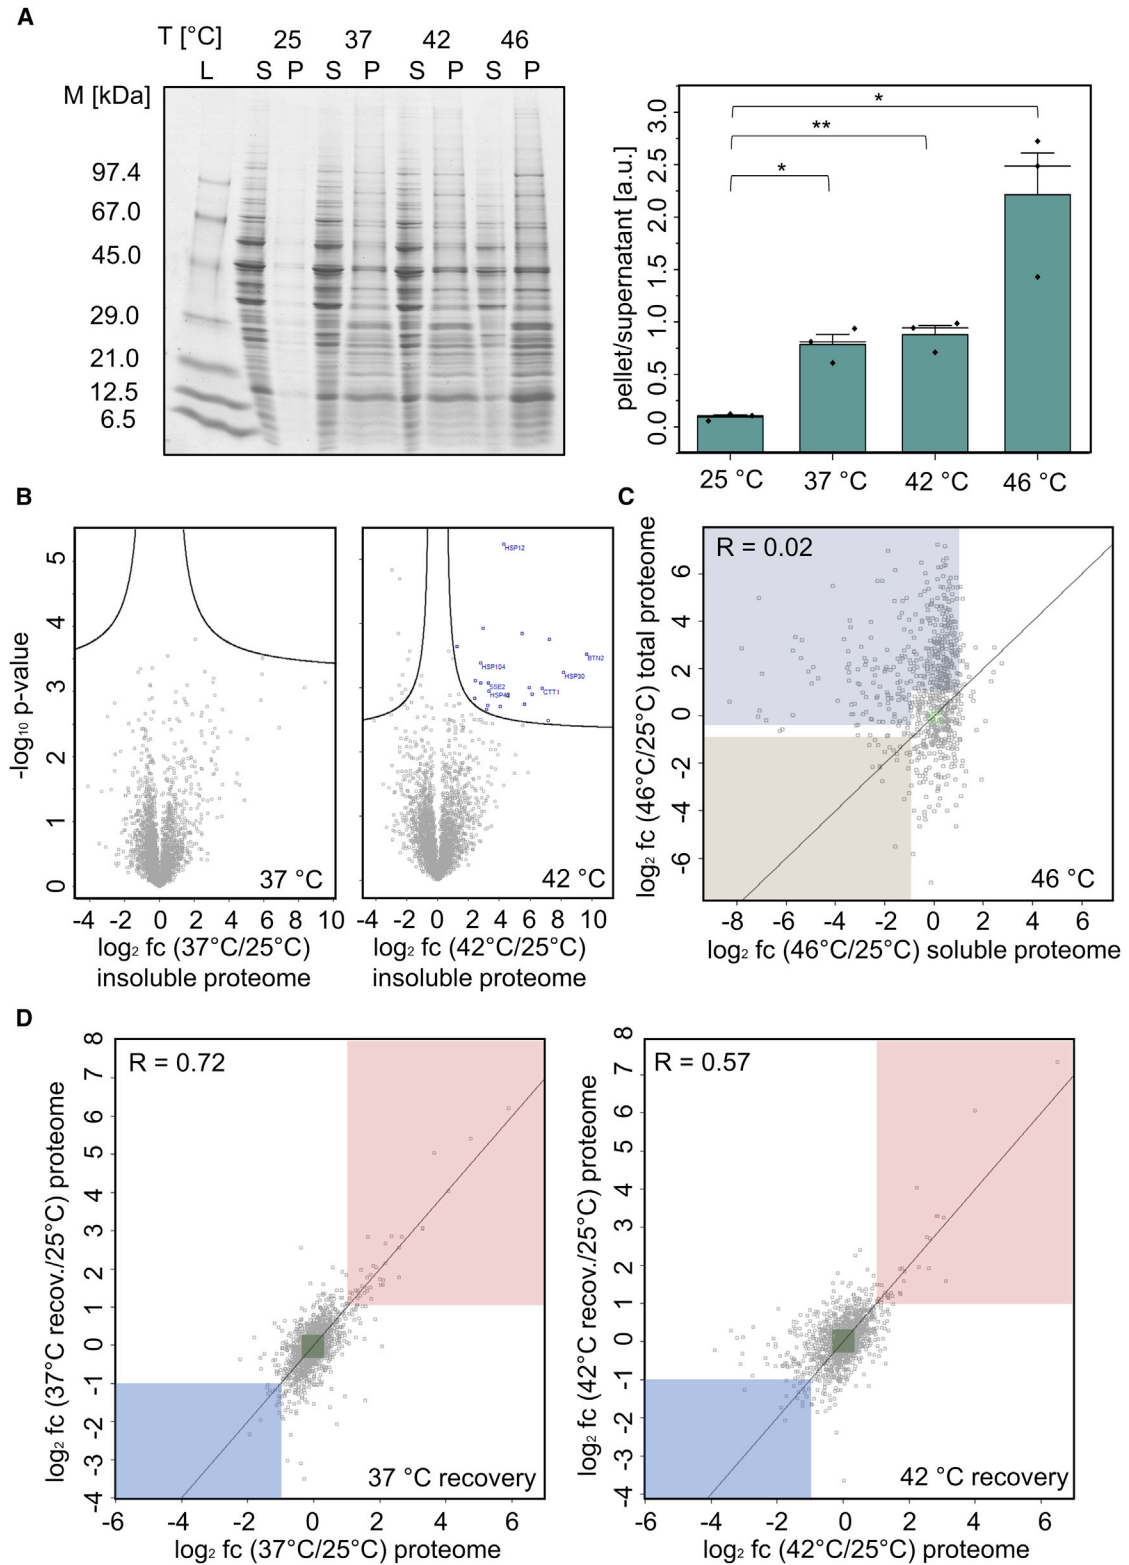 A
T [°C] 25 37 42 46
L S P S P S P S P
M [kDa]
97.4
67.0
45.0
29.0
21.0
12.5
6.5
pellet/supernatant [a.u.]
3.0
2.5
2.0
1.5
1.0
0.5
0.0
*
**
*
25 °C 37 °C 42 °C 46 °C
B
-log₁₀ p-value
5
4
3
2
1
0
37 °C
-4 -2 0 2 4 6 8 10
log₂ fc (37°C/25°C)
insoluble proteome
HSP12
BTN2
HSP104
HSP30
SSE2
CTT1
42 °C
-4 -2 0 2 4 6 8 10
log₂ fc (42°C/25°C)
insoluble proteome
C
log₂ fc (46°C/25°C) total proteome
R = 0.02
6
4
2
0
-2
-4
-6
46 °C
-8 -6 -4 -2 0 2 4 6
log₂ fc (46°C/25°C) soluble proteome
D
log₂ fc (37°C recov./25°C) proteome
R = 0.72
8
7
6
5
4
3
2
1
0
-1
-2
-3
-4
37 °C recovery
-6 -4 -2 0 2 4 6
log₂ fc (37°C/25°C) proteome
log₂ fc (42°C recov./25°C) proteome
R = 0.57
8
7
6
5
4
3
2
1
0
-1
-2
-3
-4
42 °C recovery
-6 -4 -2 0 2 4 6
log₂ fc (42°C/25°C) proteome